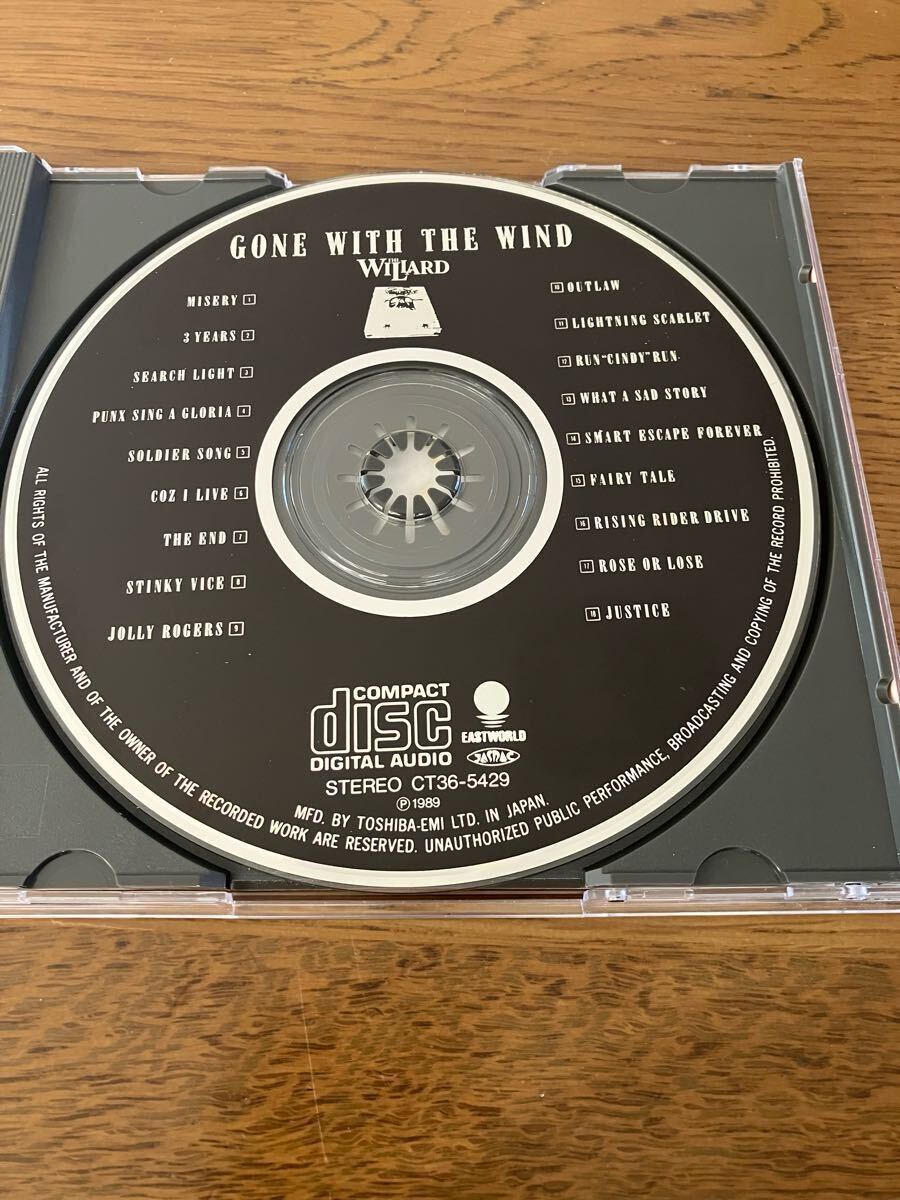 GONE WITH THE WIND
THE WILLARD
MISERY 1
3 YEARS 2
SEARCH LIGHT 3
PUNX SING A GLORIA 4
SOLDIER SONG 5
COZ I LIVE 6
THE END 7
STINKY VICE 8
JOLLY ROGERS 9
10 OUTLAW
11 LIGHTNING SCARLET
12 RUN "CINDY" RUN
13 WHAT A SAD STORY
14 SMART ESCAPE FOREVER
15 FAIRY TALE
16 RISING RIDER DRIVE
17 ROSE OR LOSE
18 JUSTICE
COMPACT
disc
DIGITAL AUDIO
EASTWORLD
JASRAC
STEREO CT36-5429
Ⓟ1989
MFD. BY TOSHIBA-EMI LTD. IN JAPAN.
ALL RIGHTS OF THE MANUFACTURER AND OF THE OWNER OF THE RECORDED WORK ARE RESERVED. UNAUTHORIZED PUBLIC PERFORMANCE, BROADCASTING AND COPYING OF THE RECORD PROHIBITED.